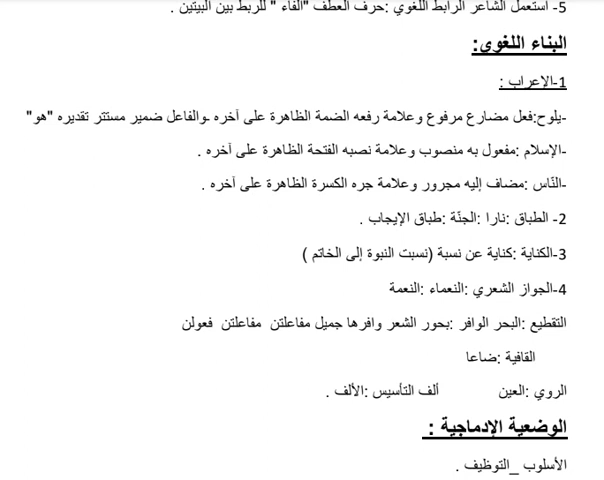 5- استعمل الشاعر الرابط اللغوي :حرف العطف "الفاء " للربط بين البيتين .
البناء اللغوي:
1-الاعراب :
-يلوح:فعل مضارع مرفوع وعلامة رفعه الضمة الظاهرة على آخره .والفاعل ضمير مستتر تقديره "هو"
-الإسلام :مفعول به منصوب وعلامة نصبه الفتحة الظاهرة على آخره .
-النّاس :مضاف إليه مجرور وعلامة جره الكسرة الظاهرة على آخره .
2- الطباق :نارا :الجنّة :طباق الإيجاب .
3-الكناية :كناية عن نسبة (نسبت النبوة إلى الخاتم )
4-الجواز الشعري :النعماء :النعمة
التقطيع :البحر الوافر :بحور الشعر وافرها جميل مفاعلتن مفاعلتن فعولن
القافية :ضاعا
الروي :العين ألف التأسيس :الألف .
الوضعية الإدماجية :
الأسلوب _التوظيف .